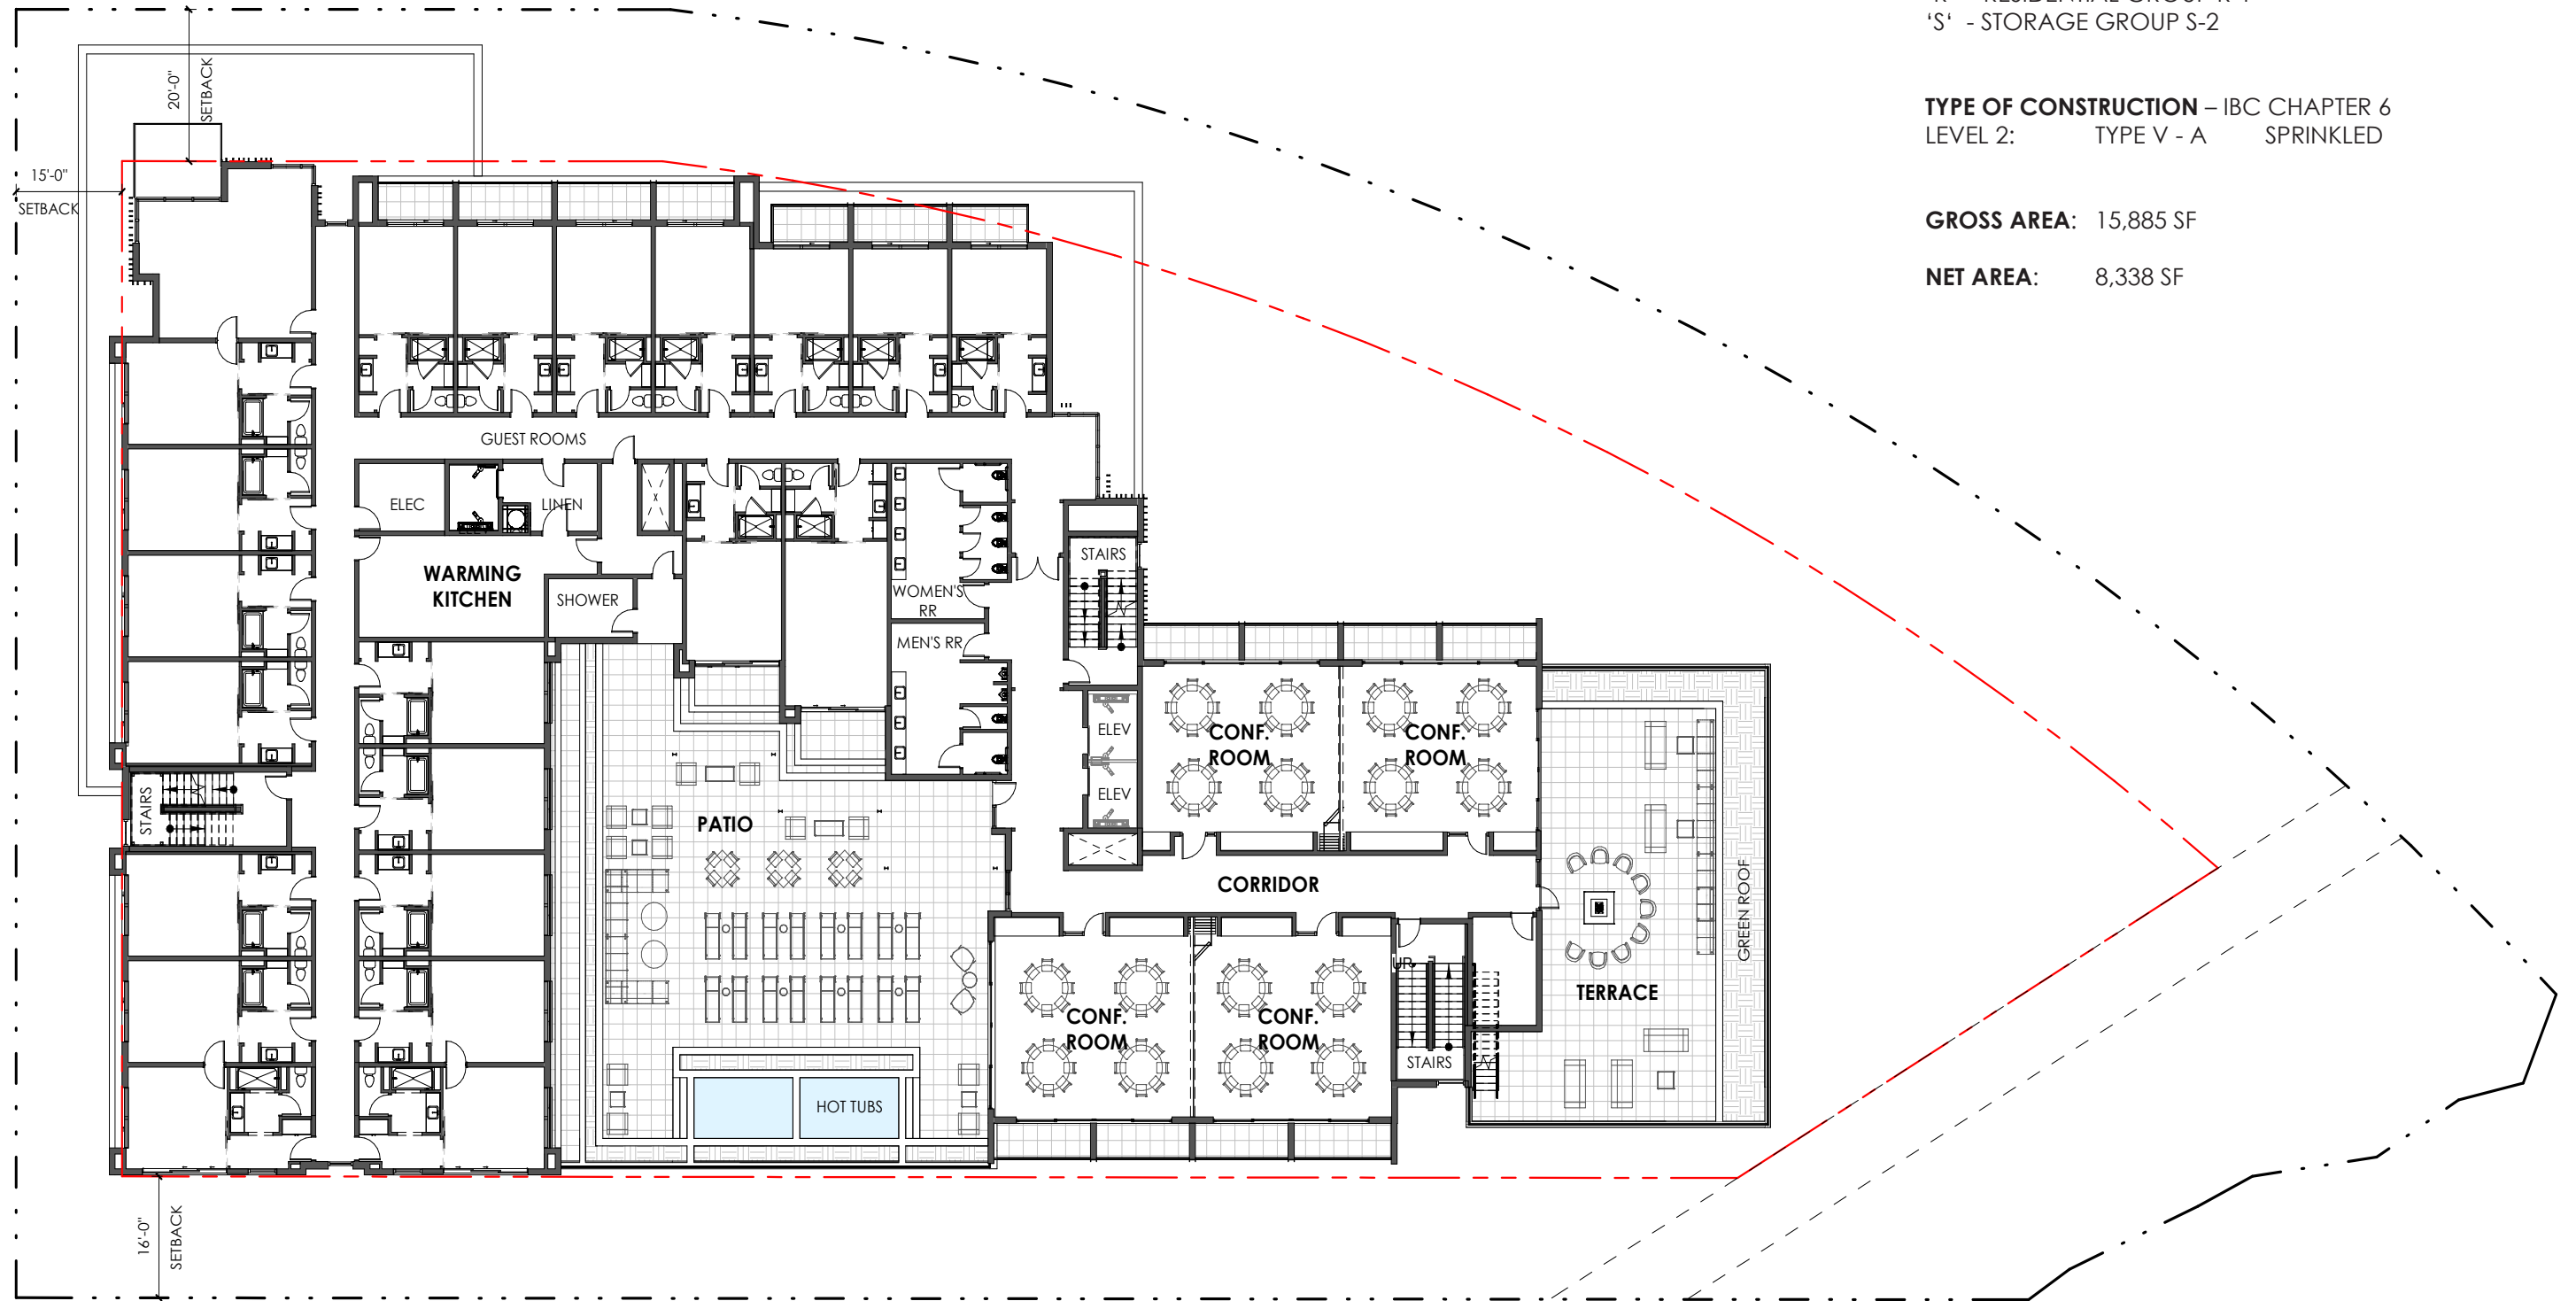 'S' - STORAGE GROUP S-2
TYPE OF CONSTRUCTION – IBC CHAPTER 6
LEVEL 2: TYPE V - A SPRINKLED
GROSS AREA: 15,885 SF
NET AREA: 8,338 SF
20'-0"
SETBACK
15'-0"
SETBACK
GUEST ROOMS
ELEC
LINEN
STAIRS
WARMING
KITCHEN
SHOWER
WOMEN'S
RR
MEN'S RR
ELEV
CONF.
ROOM
CONF.
ROOM
ELEV
STAIRS
PATIO
CORRIDOR
GREEN ROOF
UP
TERRACE
CONF.
ROOM
CONF.
ROOM
STAIRS
HOT TUBS
16'-0"
SETBACK